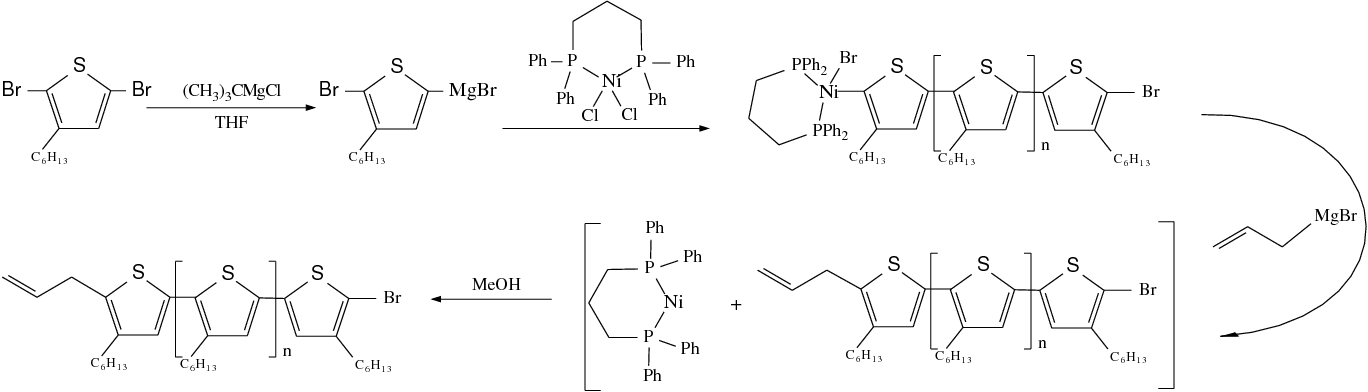 Br S Br
C6H13
(CH3)3CMgCl
THF
Br S MgBr
C6H13
Ph P P Ph
Ni
Ph Ph
Cl Cl
PPh2 Br
Ni
PPh2
S S S Br
C6H13 C6H13 n C6H13
MgBr
S S S Br
C6H13 C6H13 n C6H13
MeOH
Ph
P Ph
Ni
P Ph
Ph
+
S S S Br
C6H13 C6H13 n C6H13